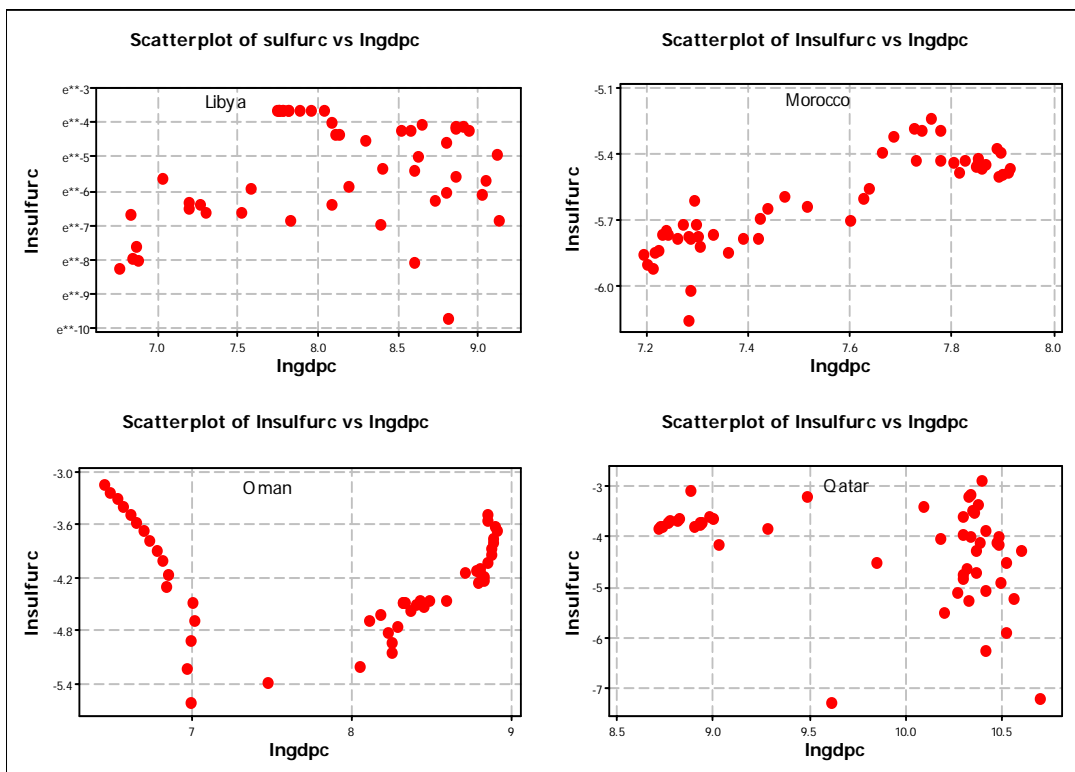 Scatterplot of sulfurc vs lngdpc
Libya
lnsulfurc
e**-3
e**-4
e**-5
e**-6
e**-7
e**-8
e**-9
e**-10
7.0 7.5 8.0 8.5 9.0
lngdpc
Scatterplot of lnsulfurc vs lngdpc
Morocco
lnsulfurc
-5.1
-5.4
-5.7
-6.0
7.2 7.4 7.6 7.8 8.0
lngdpc
Scatterplot of lnsulfurc vs lngdpc
Oman
lnsulfurc
-3.0
-3.6
-4.2
-4.8
-5.4
7 8 9
lngdpc
Scatterplot of lnsulfurc vs lngdpc
Qatar
lnsulfurc
-3
-4
-5
-6
-7
8.5 9.0 9.5 10.0 10.5
lngdpc